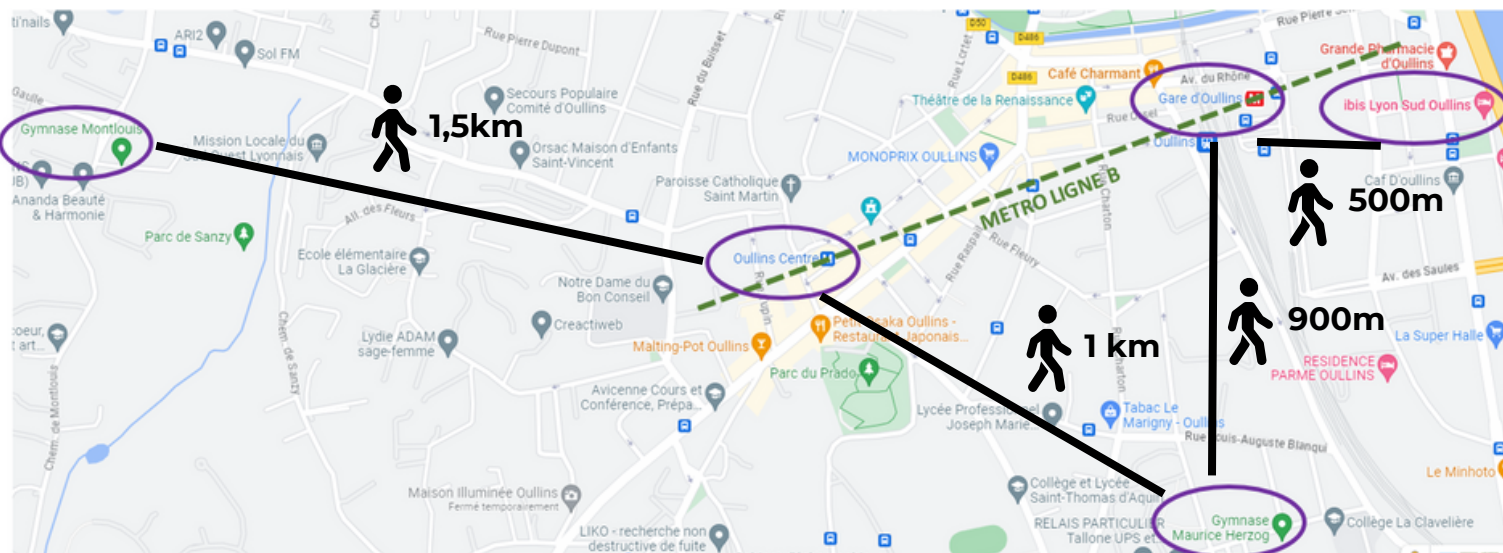 ti'nails
ARI2
Sol FM
Rue Pierre Dupont
Rue du Buisset
Rue Lortet
D50
D486
D486
Grande Pharmacie
d'Oullins
Café Charmant
Av. du Rhône
Gaulle
Secours Populaire
Comité d'Oullins
Théâtre de la Renaissance
Gare d'Oullins
ibis Lyon Sud Oullins
Rue Orsel
Gymnase Montlouis
1,5km
Mission Locale du
Sud Ouest Lyonnais
Orsac Maison d'Enfants
Saint-Vincent
MONOPRIX OULLINS
Oullins
Ananda Beauté
& Harmonie
Paroisse Catholique
Saint Martin
METRO LIGNE B
Rue Charton
Caf D'oullins
500m
All. des Fleurs
Parc de Sanzy
Ecole élémentaire
La Glacière
Oullins Centre
Rue Raspail
Rue Fleury
Av. des Saules
Notre Dame du
Bon Conseil
Creactiweb
Lydie ADAM
sage-femme
Chem. de Sanzy
Malting-Pot Oullins
Petit Osaka Oullins -
Restaurant Japonais...
1 km
900m
La Super Halle
Parc du Prado
RESIDENCE
PARME OULLINS
Avicenne Cours et
Conférence, Prépa...
Lycée Professionnel
Joseph Marie...
Charton
Tabac Le
Marigny - Oullins
Chem. de Montlouis
Rue Louis-Auguste Blanqui
Le Minhoto
Maison Illuminée Oullins
Fermé temporairement
Collège et Lycée
Saint-Thomas d'Aquin
LIKO - recherche non
destructive de fuite
RELAIS PARTICULIER
Tallone UPS et...
Gymnase
Maurice Herzog
Collège La Clavelière